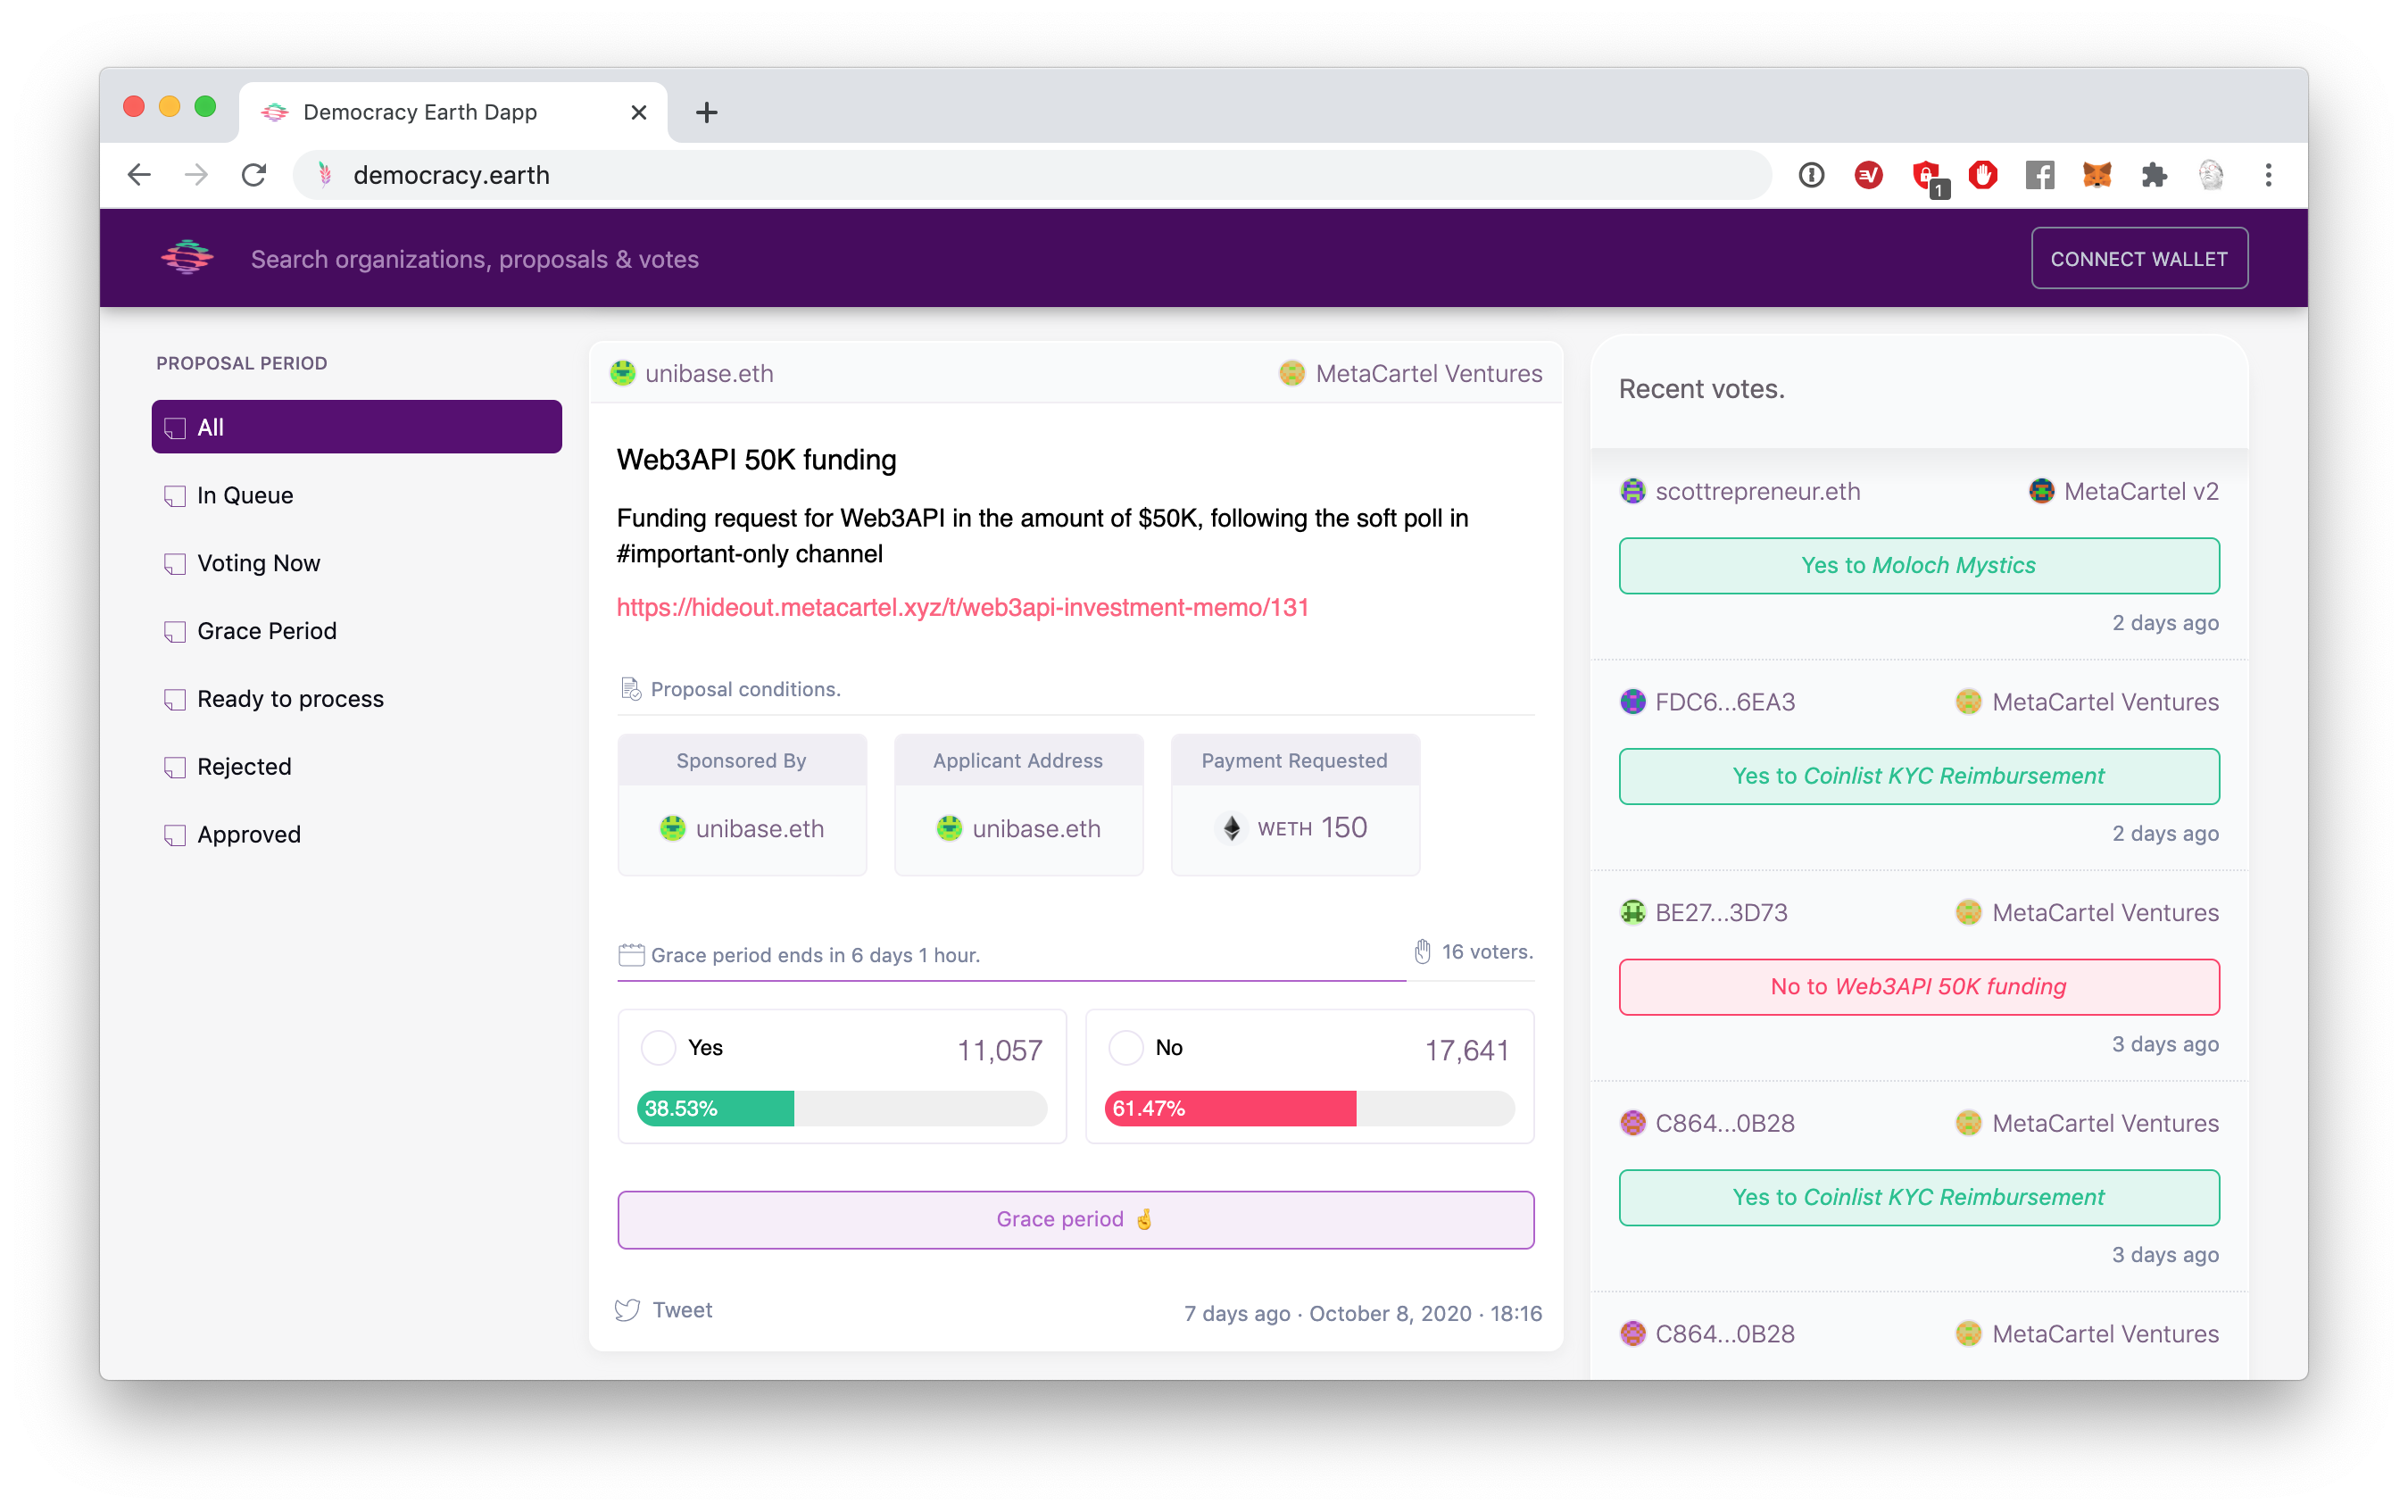 Democracy Earth Dapp
democracy.earth
1
Search organizations, proposals & votes
CONNECT WALLET
PROPOSAL PERIOD
All
In Queue
Voting Now
Grace Period
Ready to process
Rejected
Approved
unibase.eth
MetaCartel Ventures
Web3API 50K funding
Funding request for Web3API in the amount of $50K, following the soft poll in
#important-only channel
https://hideout.metacartel.xyz/t/web3api-investment-memo/131
Proposal conditions.
Sponsored By
unibase.eth
Applicant Address
unibase.eth
Payment Requested
WETH 150
Grace period ends in 6 days 1 hour.
16 voters.
Yes
11,057
38.53%
No
17,641
61.47%
Grace period 🤞
Tweet
7 days ago · October 8, 2020 · 18:16
Recent votes.
scottrepreneur.eth
MetaCartel v2
Yes to Moloch Mystics
2 days ago
FDC6...6EA3
MetaCartel Ventures
Yes to Coinlist KYC Reimbursement
2 days ago
BE27...3D73
MetaCartel Ventures
No to Web3API 50K funding
3 days ago
C864...0B28
MetaCartel Ventures
Yes to Coinlist KYC Reimbursement
3 days ago
C864...0B28
MetaCartel Ventures